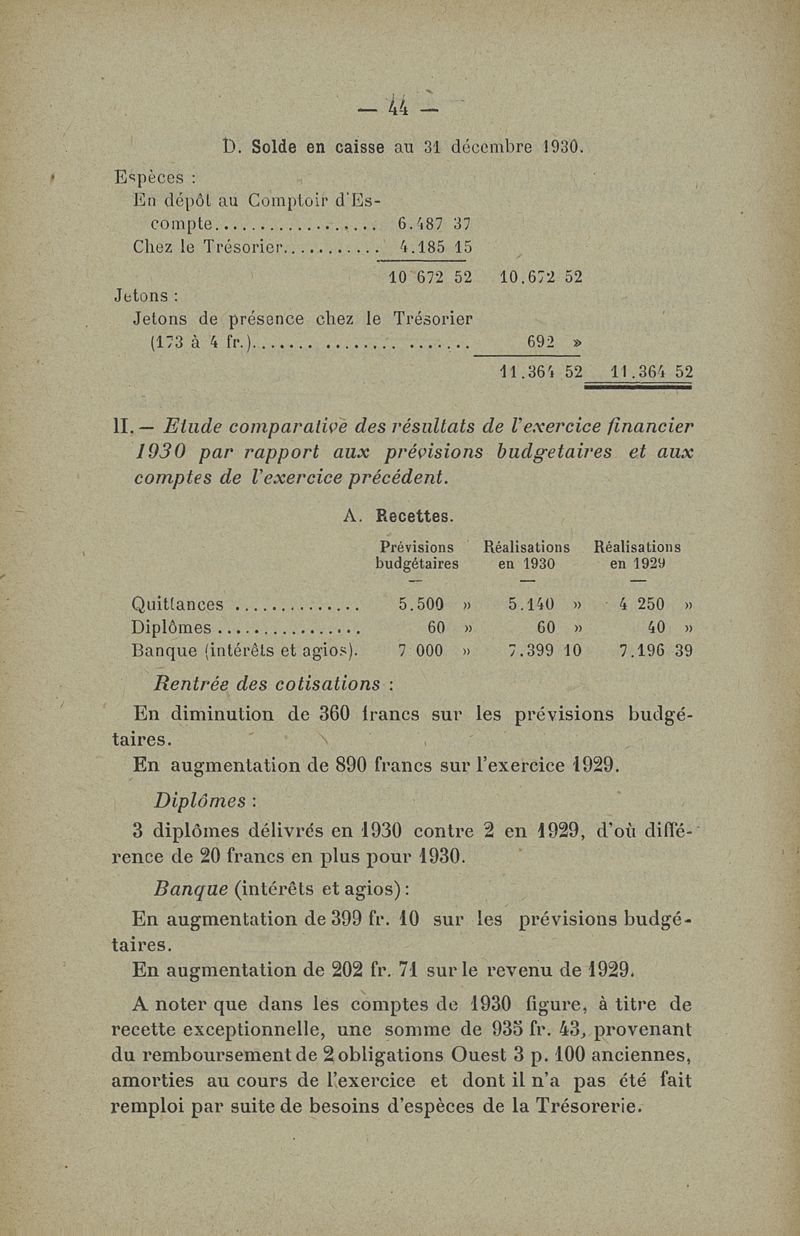 — 44 —
D. Solde en caisse au 31 décembre 1930.
Espèces :
En dépôt au Comptoir d'Es-
compte................... 6.487 37
Chez le Trésorier........... 4.185 15
10 672 52 10.672 52
Jetons :
Jetons de présence chez le Trésorier
(173 à 4 fr.)....... ........ ....... 692 »
11.364 52 11.364 52
II. — Etude comparative des résultats de l'exercice financier
1930 par rapport aux prévisions budgetaires et aux
comptes de l'exercice précédent.
A. Recettes.
Prévisions Réalisations Réalisations
budgétaires en 1930 en 1929
— — —
Quittances .............. 5.500 » 5.140 » 4 250 »
Diplômes ................ 60 » 60 » 40 »
Banque (intérêts et agios). 7 000 » 7.399 10 7.196 39
Rentrée des cotisations :
En diminution de 360 francs sur les prévisions budgé-
taires.
En augmentation de 890 francs sur l'exercice 1929.
Diplômes :
3 diplômes délivrés en 1930 contre 2 en 1929, d'où diffé-
rence de 20 francs en plus pour 1930.
Banque (intérêts et agios) :
En augmentation de 399 fr. 10 sur les prévisions budgé-
taires.
En augmentation de 202 fr. 71 sur le revenu de 1929.
A noter que dans les comptes de 1930 figure, à titre de
recette exceptionnelle, une somme de 935 fr. 43, provenant
du remboursement de 2 obligations Ouest 3 p. 100 anciennes,
amorties au cours de l'exercice et dont il n'a pas été fait
remploi par suite de besoins d'espèces de la Trésorerie.